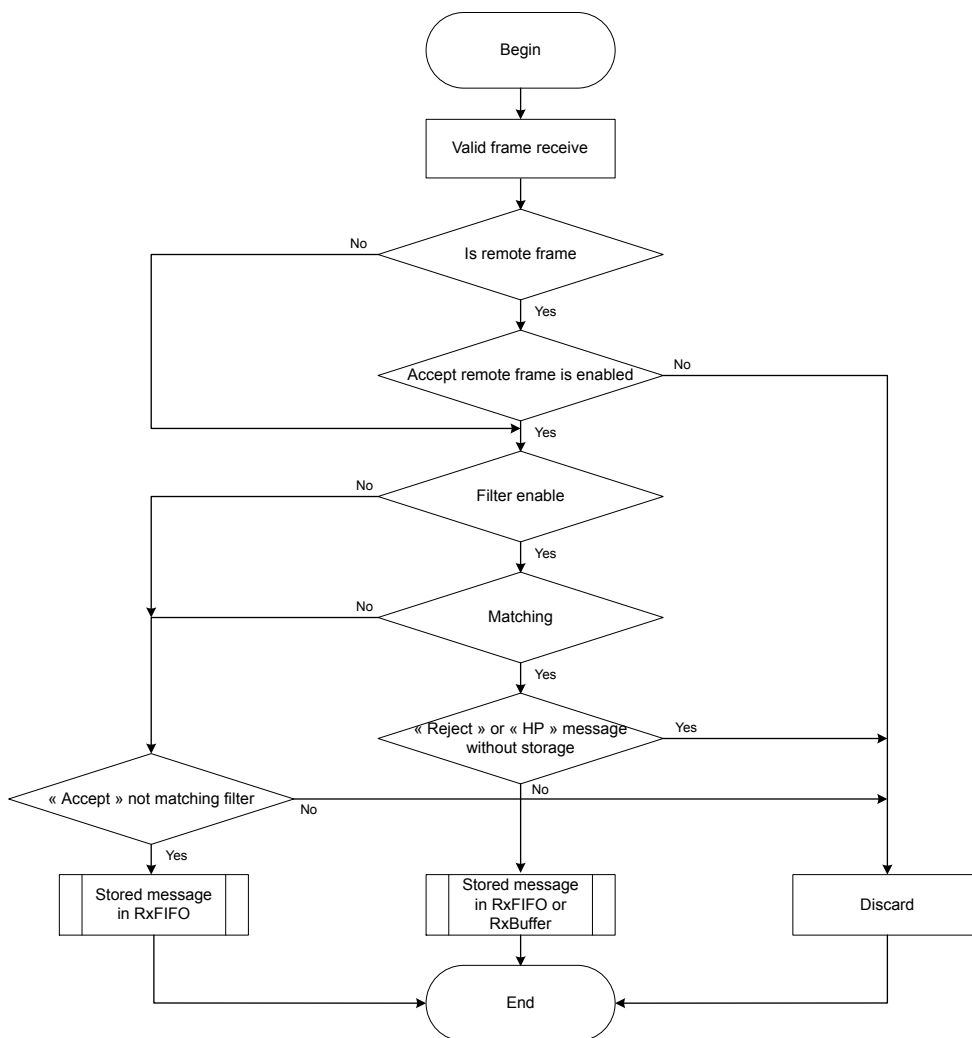 Begin
Valid frame receive
Is remote frame
No
Yes
Accept remote frame is enabled
No
Yes
Filter enable
No
Yes
Matching
No
Yes
« Reject » or « HP » message
without storage
Yes
No
« Accept » not matching filter
No
Yes
Stored message
in RxFIFO
Stored message
in RxFIFO or
RxBuffer
Discard
End